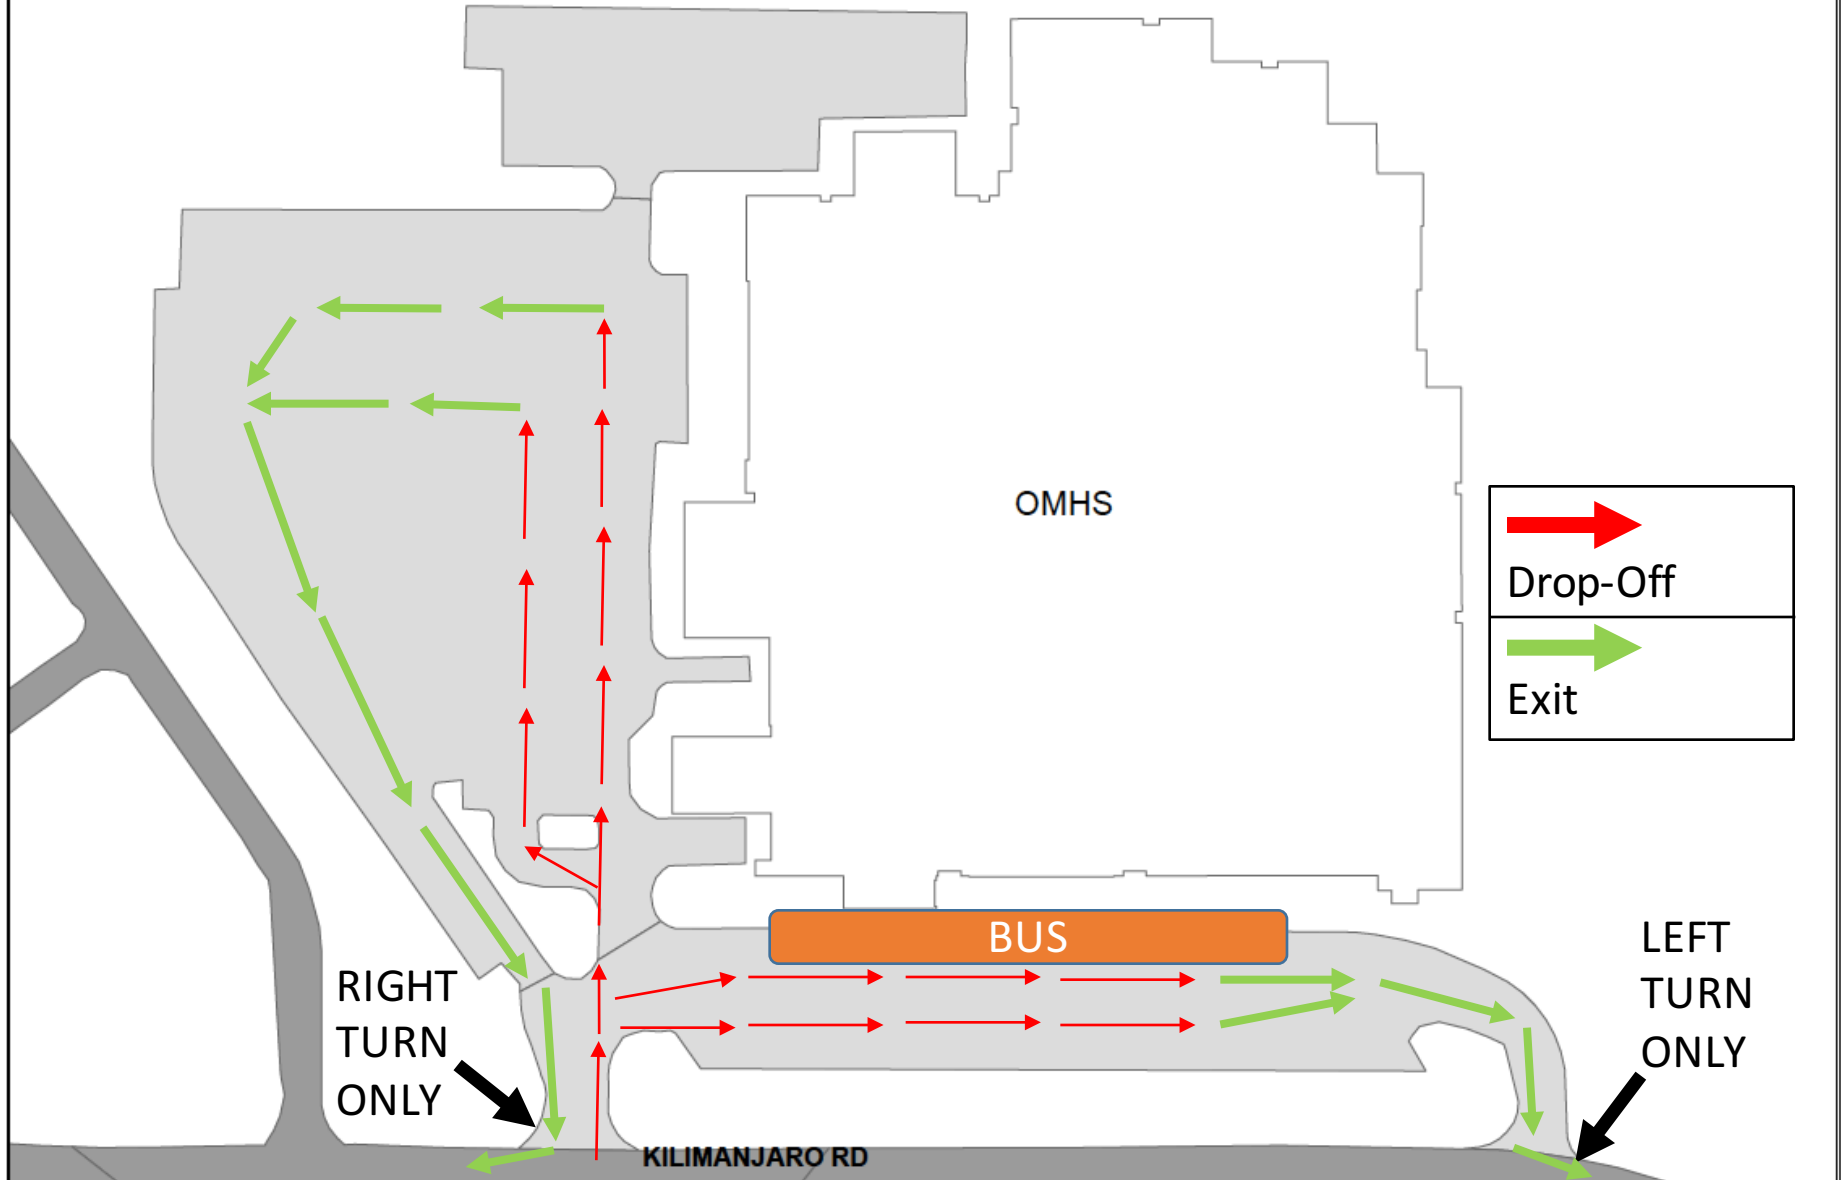 OMHS
Drop-Off
Exit
BUS
RIGHT
TURN
ONLY
LEFT
TURN
ONLY
KILIMANJARO RD